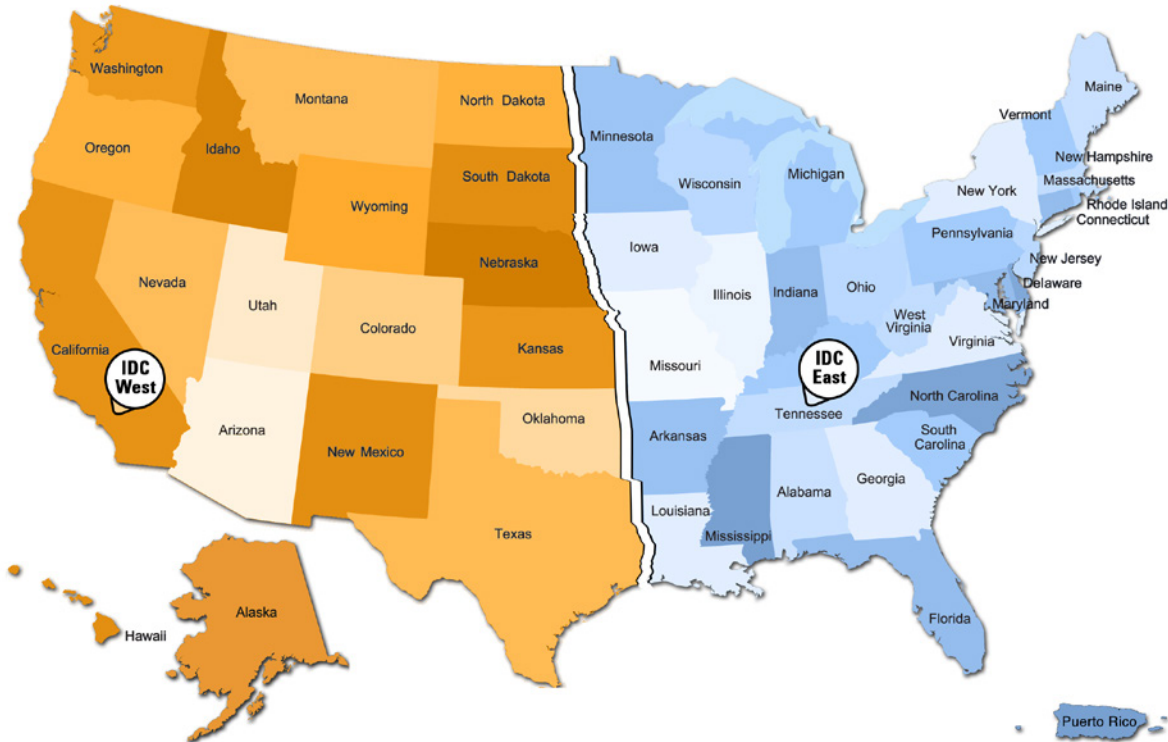 Washington
Montana
North Dakota
Minnesota
Maine
Vermont
Oregon
Idaho
South Dakota
Wisconsin
Michigan
New Hampshire
Massachusetts
New York
Rhode Island
Connecticut
Wyoming
Pennsylvania
Iowa
Nebraska
New Jersey
Nevada
Utah
Illinois
Indiana
Ohio
Delaware
Maryland
Colorado
West
Virginia
Virginia
California
Kansas
Missouri
IDC
West
IDC
East
North Carolina
Tennessee
Oklahoma
Arizona
New Mexico
Arkansas
South
Carolina
Georgia
Alabama
Louisiana
Mississippi
Texas
Alaska
Hawaii
Florida
Puerto Rico